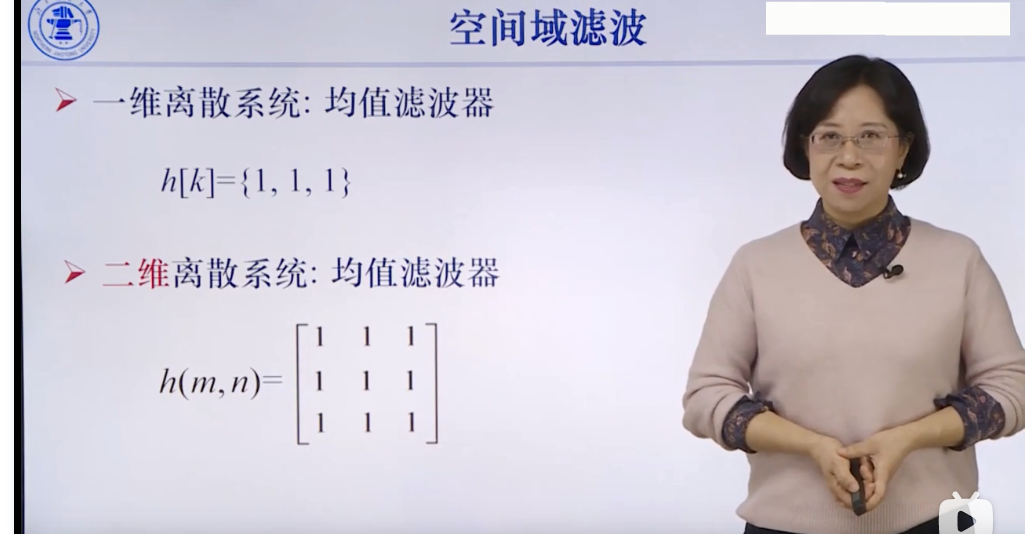 空间域滤波
一维离散系统: 均值滤波器
h[k]={1, 1, 1}
二维离散系统: 均值滤波器
h(m, n)=
1 1 1
1 1 1
1 1 1